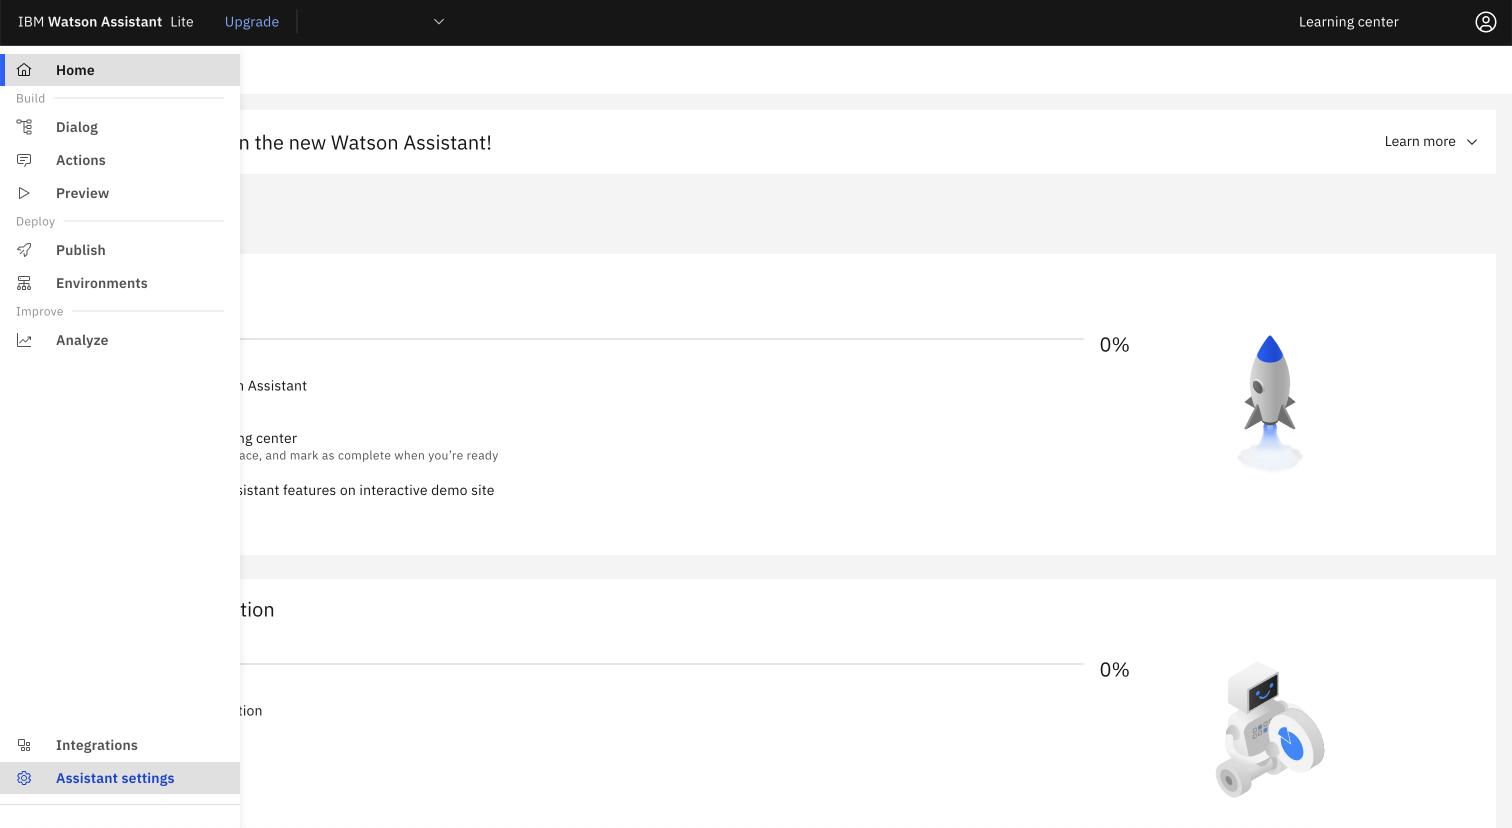 IBM Watson Assistant Lite Upgrade Learning center
Home
Build
Dialog
Actions
Preview
Deploy
Publish
Environments
Improve
Analyze
Integrations
Assistant settings
n the new Watson Assistant!
Learn more
0%
Assistant
ng center
ace, and mark as complete when you're ready
sistant features on interactive demo site
tion
0%
tion